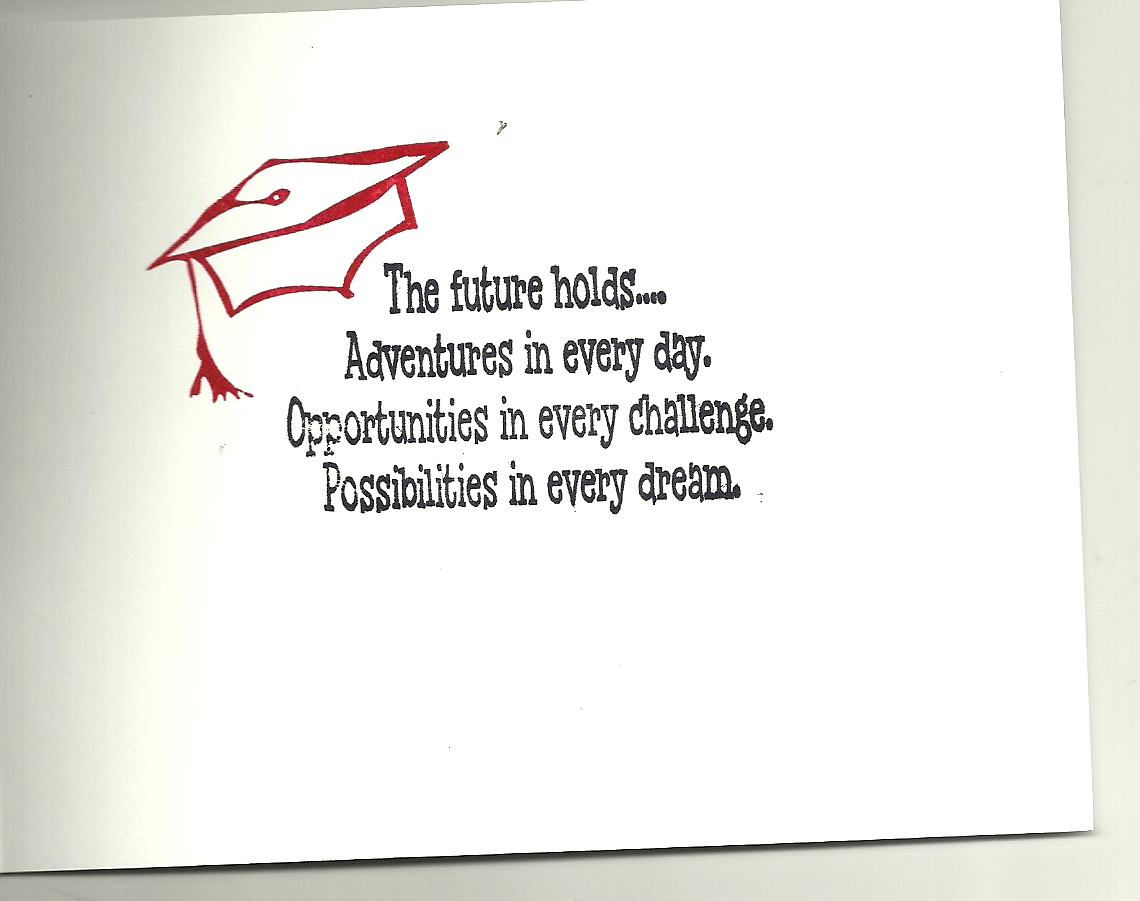 The future holds....
Adventures in every day.
Opportunities in every challenge.
Possibilities in every dream.